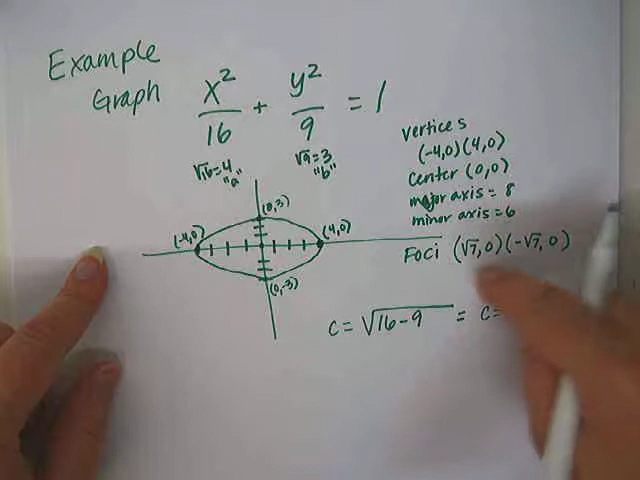 Example
Graph
x²/16 + y²/9 = 1
√16=4 √9=3
"a" "b"
Vertices
(-4,0)(4,0)
Center (0,0)
major axis = 8
minor axis = 6
Foci (√7,0)(-√7,0)
(0,3)
(-4,0) (4,0)
(0,-3)
c = √16-9 = c=